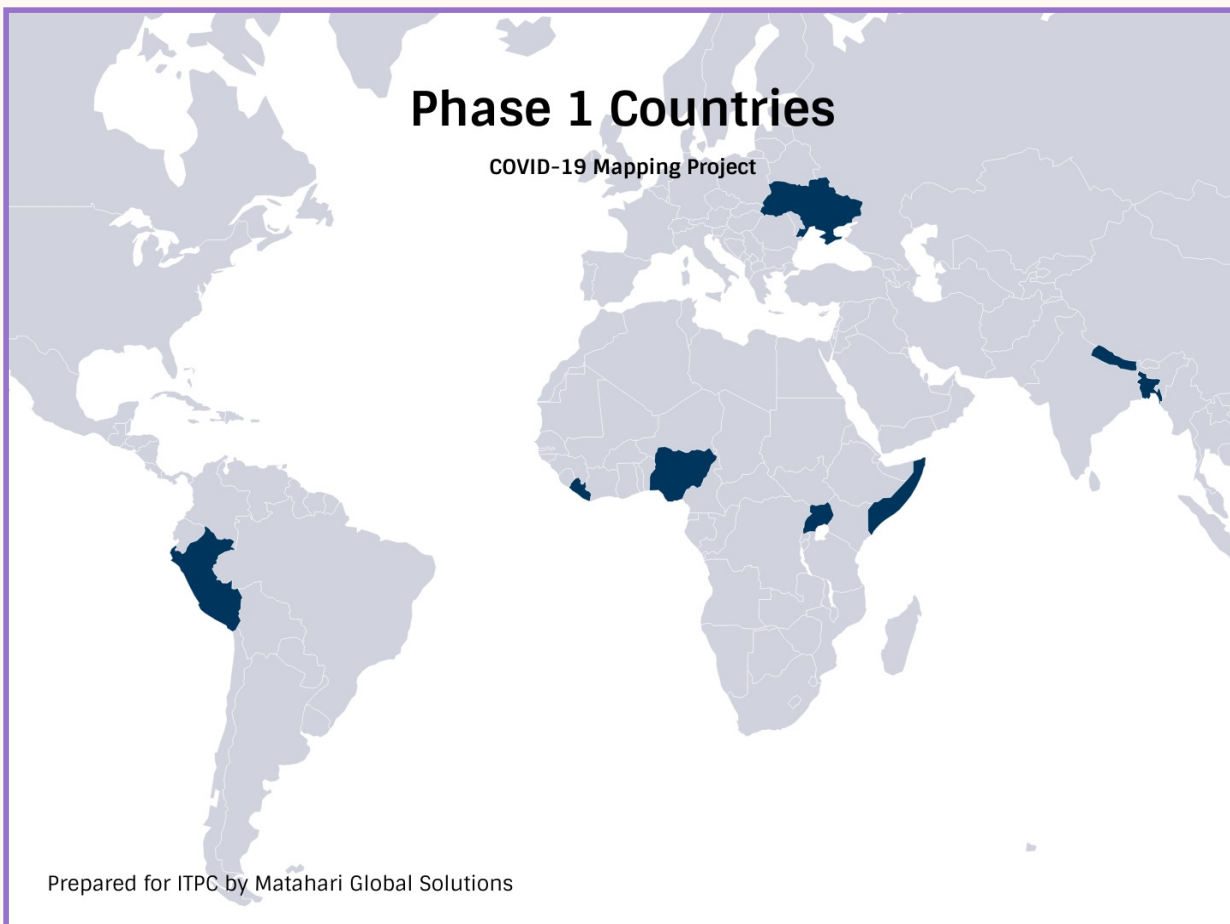 Phase 1 Countries
COVID-19 Mapping Project
Prepared for ITPC by Matahari Global Solutions